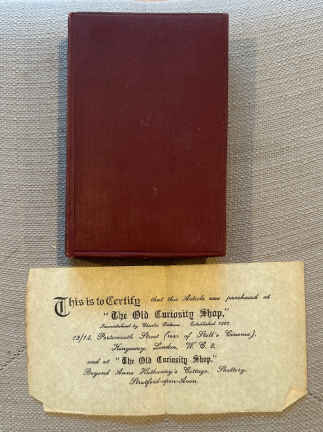 This is to Certify that this Article was purchased at
"The Old Curiosity Shop,"
Immortalised by Charles Dickens Established 1567
13/14, Portsmouth Street (rear of Stoll's Cinema),
Kingsway, London, W. C. 2.
and at "The Old Curiosity Shop,"
Beyond Anne Hathaway's Cottage, Shottery,
Stratford-upon-Avon.